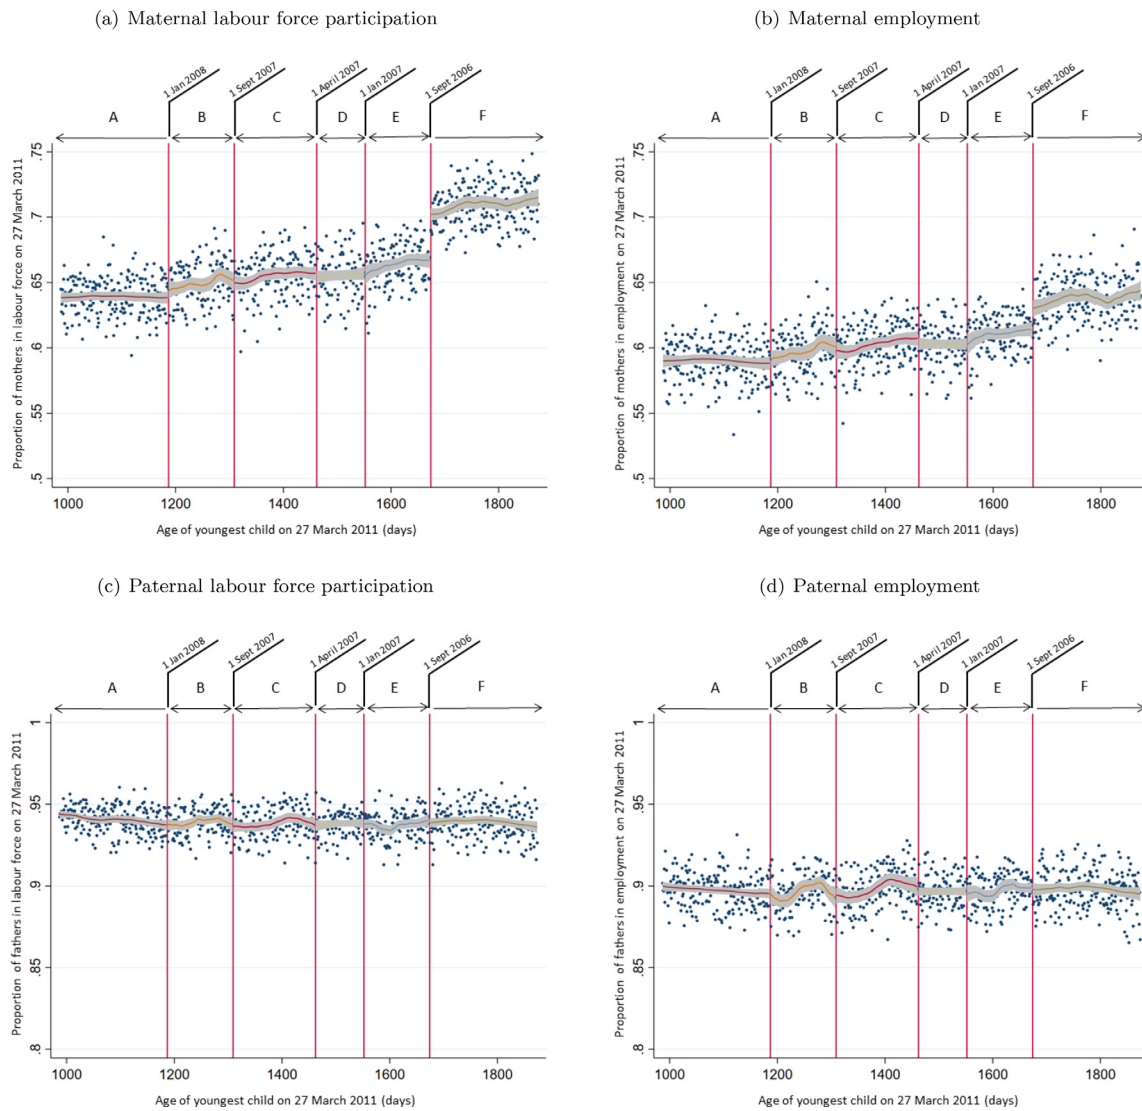 (a) Maternal labour force participation
1 Jan 2008
1 Sept 2007
1 April 2007
1 Jan 2007
1 Sept 2006
A B C D E F
Proportion of mothers in labour force on 27 March 2011
.75
.7
.65
.6
.55
.5
1000 1200 1400 1600 1800
Age of youngest child on 27 March 2011 (days)
(b) Maternal employment
1 Jan 2008
1 Sept 2007
1 April 2007
1 Jan 2007
1 Sept 2006
A B C D E F
Proportion of mothers in employment on 27 March 2011
.75
.7
.65
.6
.55
.5
1000 1200 1400 1600 1800
Age of youngest child on 27 March 2011 (days)
(c) Paternal labour force participation
1 Jan 2008
1 Sept 2007
1 April 2007
1 Jan 2007
1 Sept 2006
A B C D E F
Proportion of fathers in labour force on 27 March 2011
1
.95
.9
.85
.8
1000 1200 1400 1600 1800
Age of youngest child on 27 March 2011 (days)
(d) Paternal employment
1 Jan 2008
1 Sept 2007
1 April 2007
1 Jan 2007
1 Sept 2006
A B C D E F
Proportion of fathers in employment on 27 March 2011
1
.95
.9
.85
.8
1000 1200 1400 1600 1800
Age of youngest child on 27 March 2011 (days)